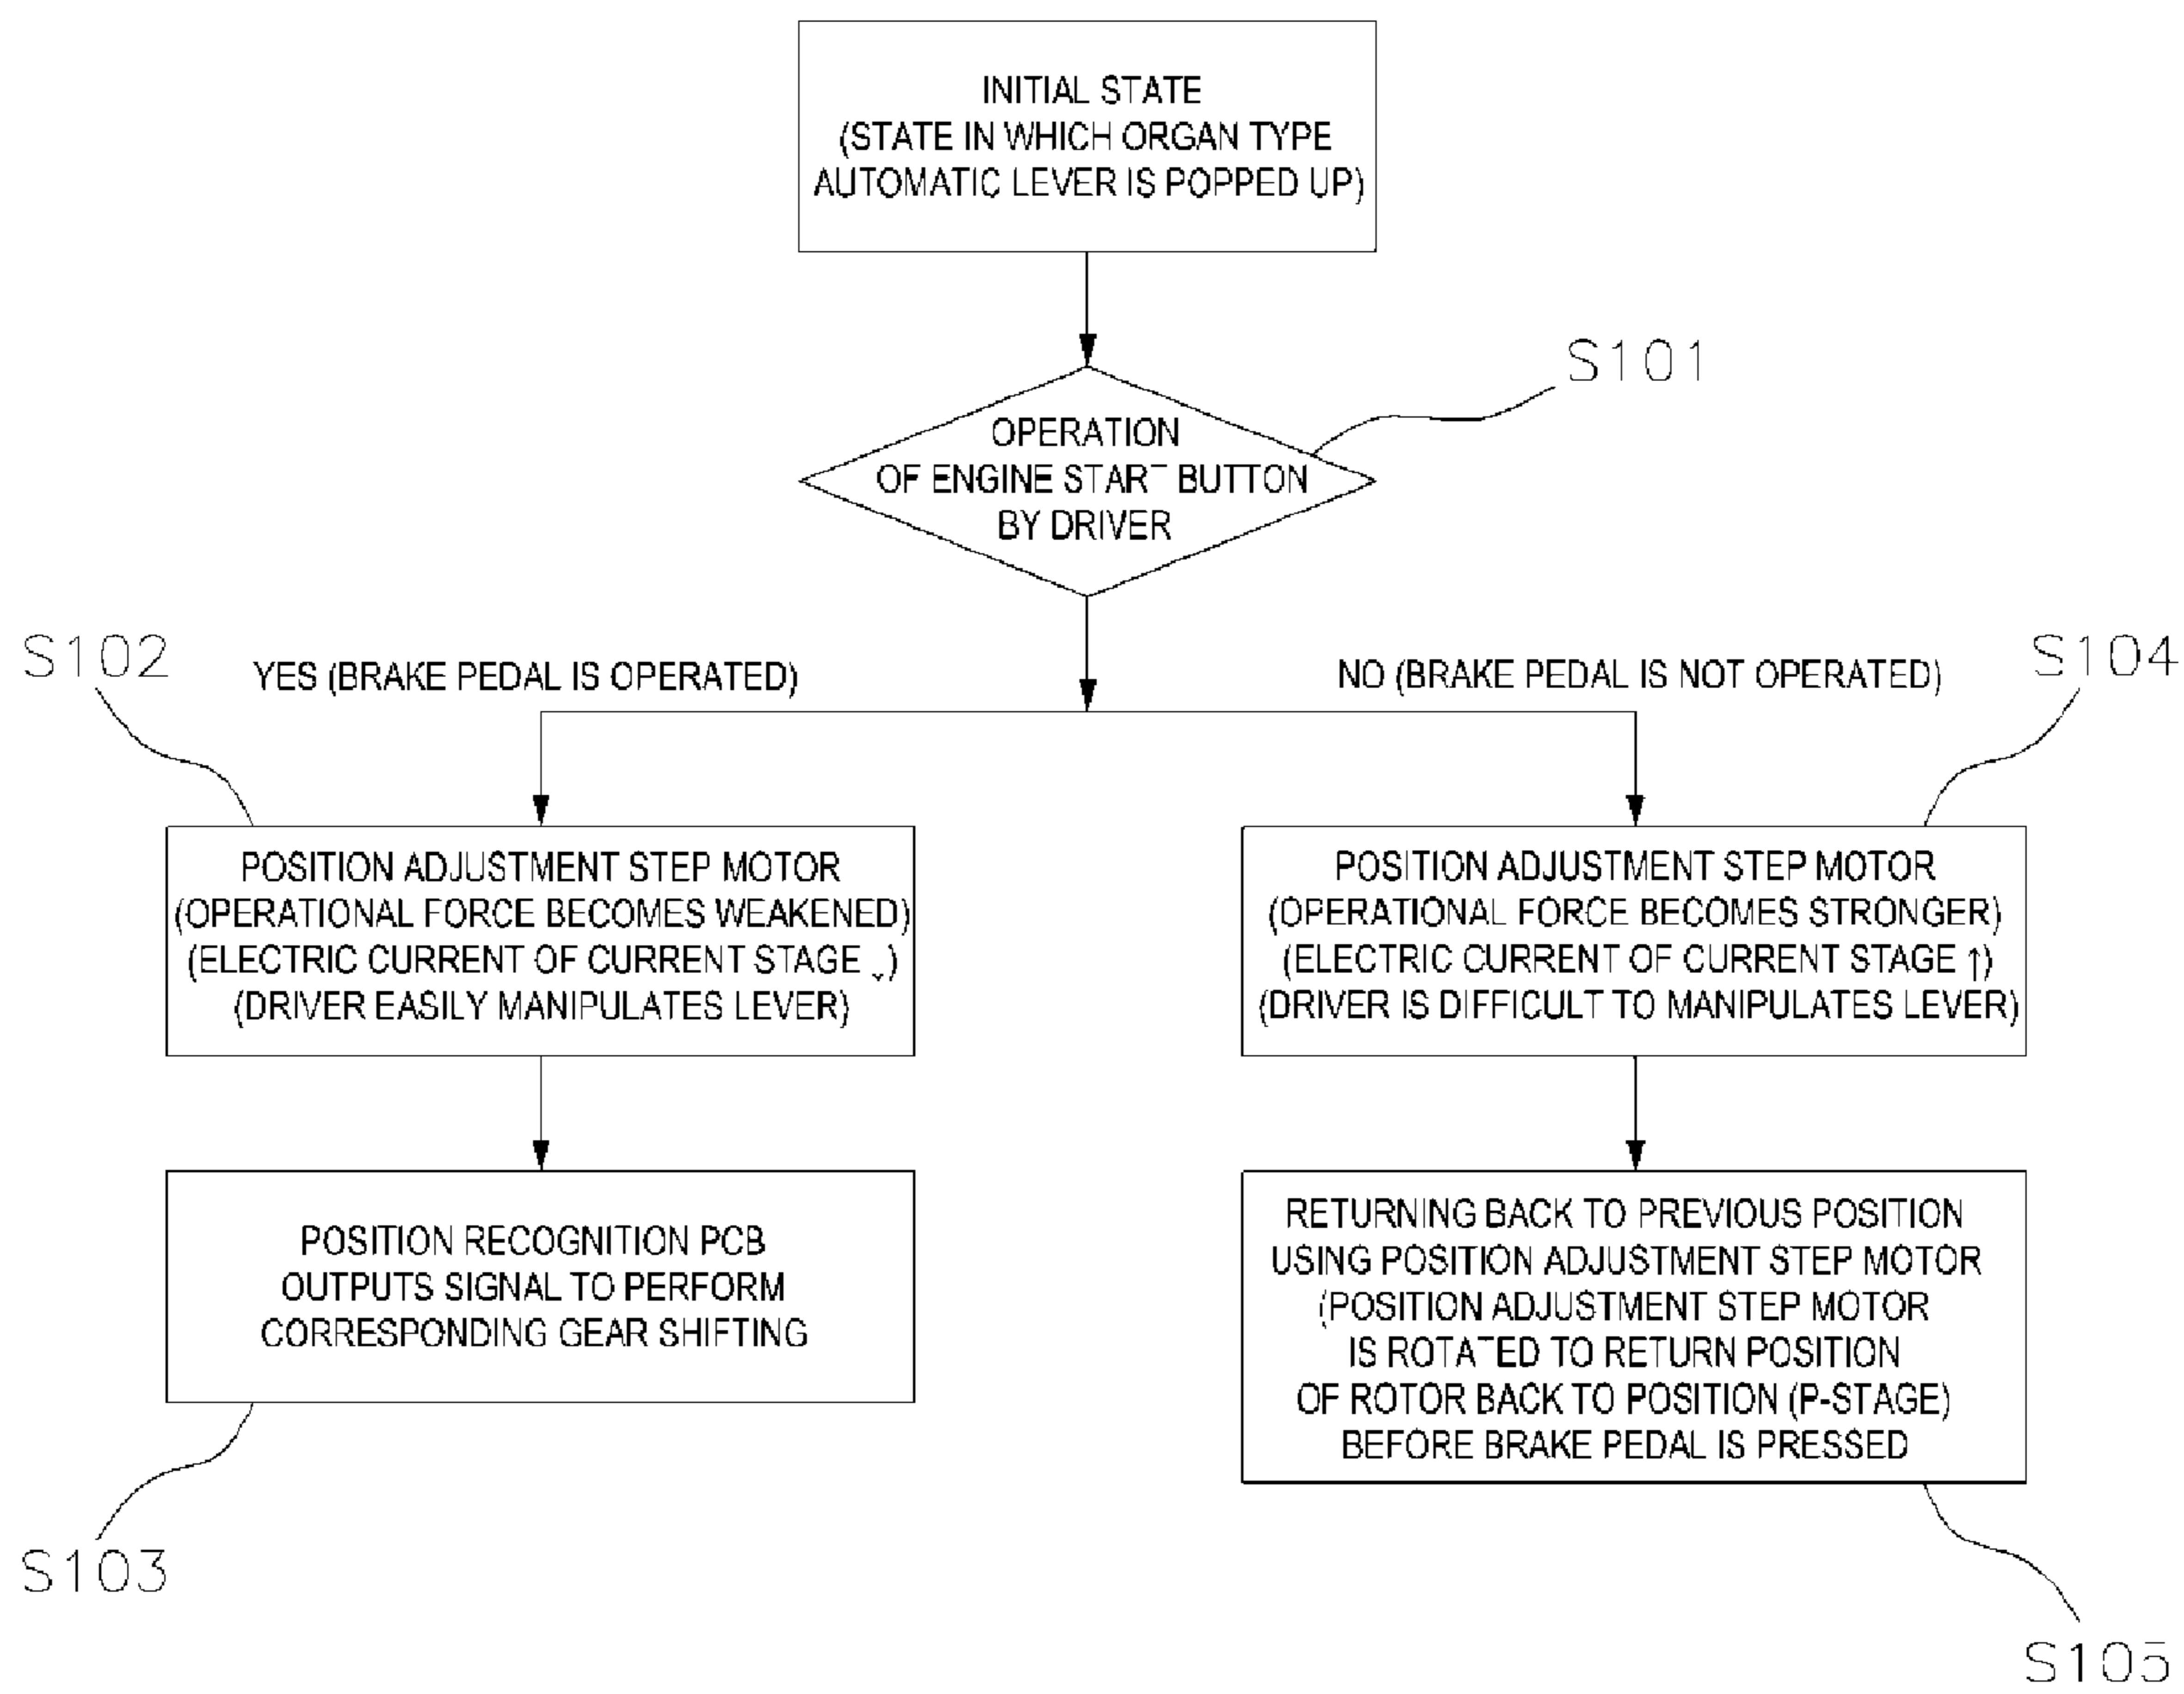 INITIAL STATE
(STATE IN WHICH ORGAN TYPE
AUTOMATIC LEVER IS POPPED UP)
S101
OPERATION
OF ENGINE START BUTTON
BY DRIVER
S102
YES (BRAKE PEDAL IS OPERATED)
NO (BRAKE PEDAL IS NOT OPERATED)
S104
POSITION ADJUSTMENT STEP MOTOR
(OPERATIONAL FORCE BECOMES WEAKENED)
(ELECTRIC CURRENT OF CURRENT STAGE ↓)
(DRIVER EASILY MANIPULATES LEVER)
POSITION ADJUSTMENT STEP MOTOR
(OPERATIONAL FORCE BECOMES STRONGER)
(ELECTRIC CURRENT OF CURRENT STAGE ↑)
(DRIVER IS DIFFICULT TO MANIPULATES LEVER)
POSITION RECOGNITION PCB
OUTPUTS SIGNAL TO PERFORM
CORRESPONDING GEAR SHIFTING
RETURNING BACK TO PREVIOUS POSITION
USING POSITION ADJUSTMENT STEP MOTOR
(POSITION ADJUSTMENT STEP MOTOR
IS ROTATED TO RETURN POSITION
OF ROTOR BACK TO POSITION (P-STAGE)
BEFORE BRAKE PEDAL IS PRESSED
S103
S105